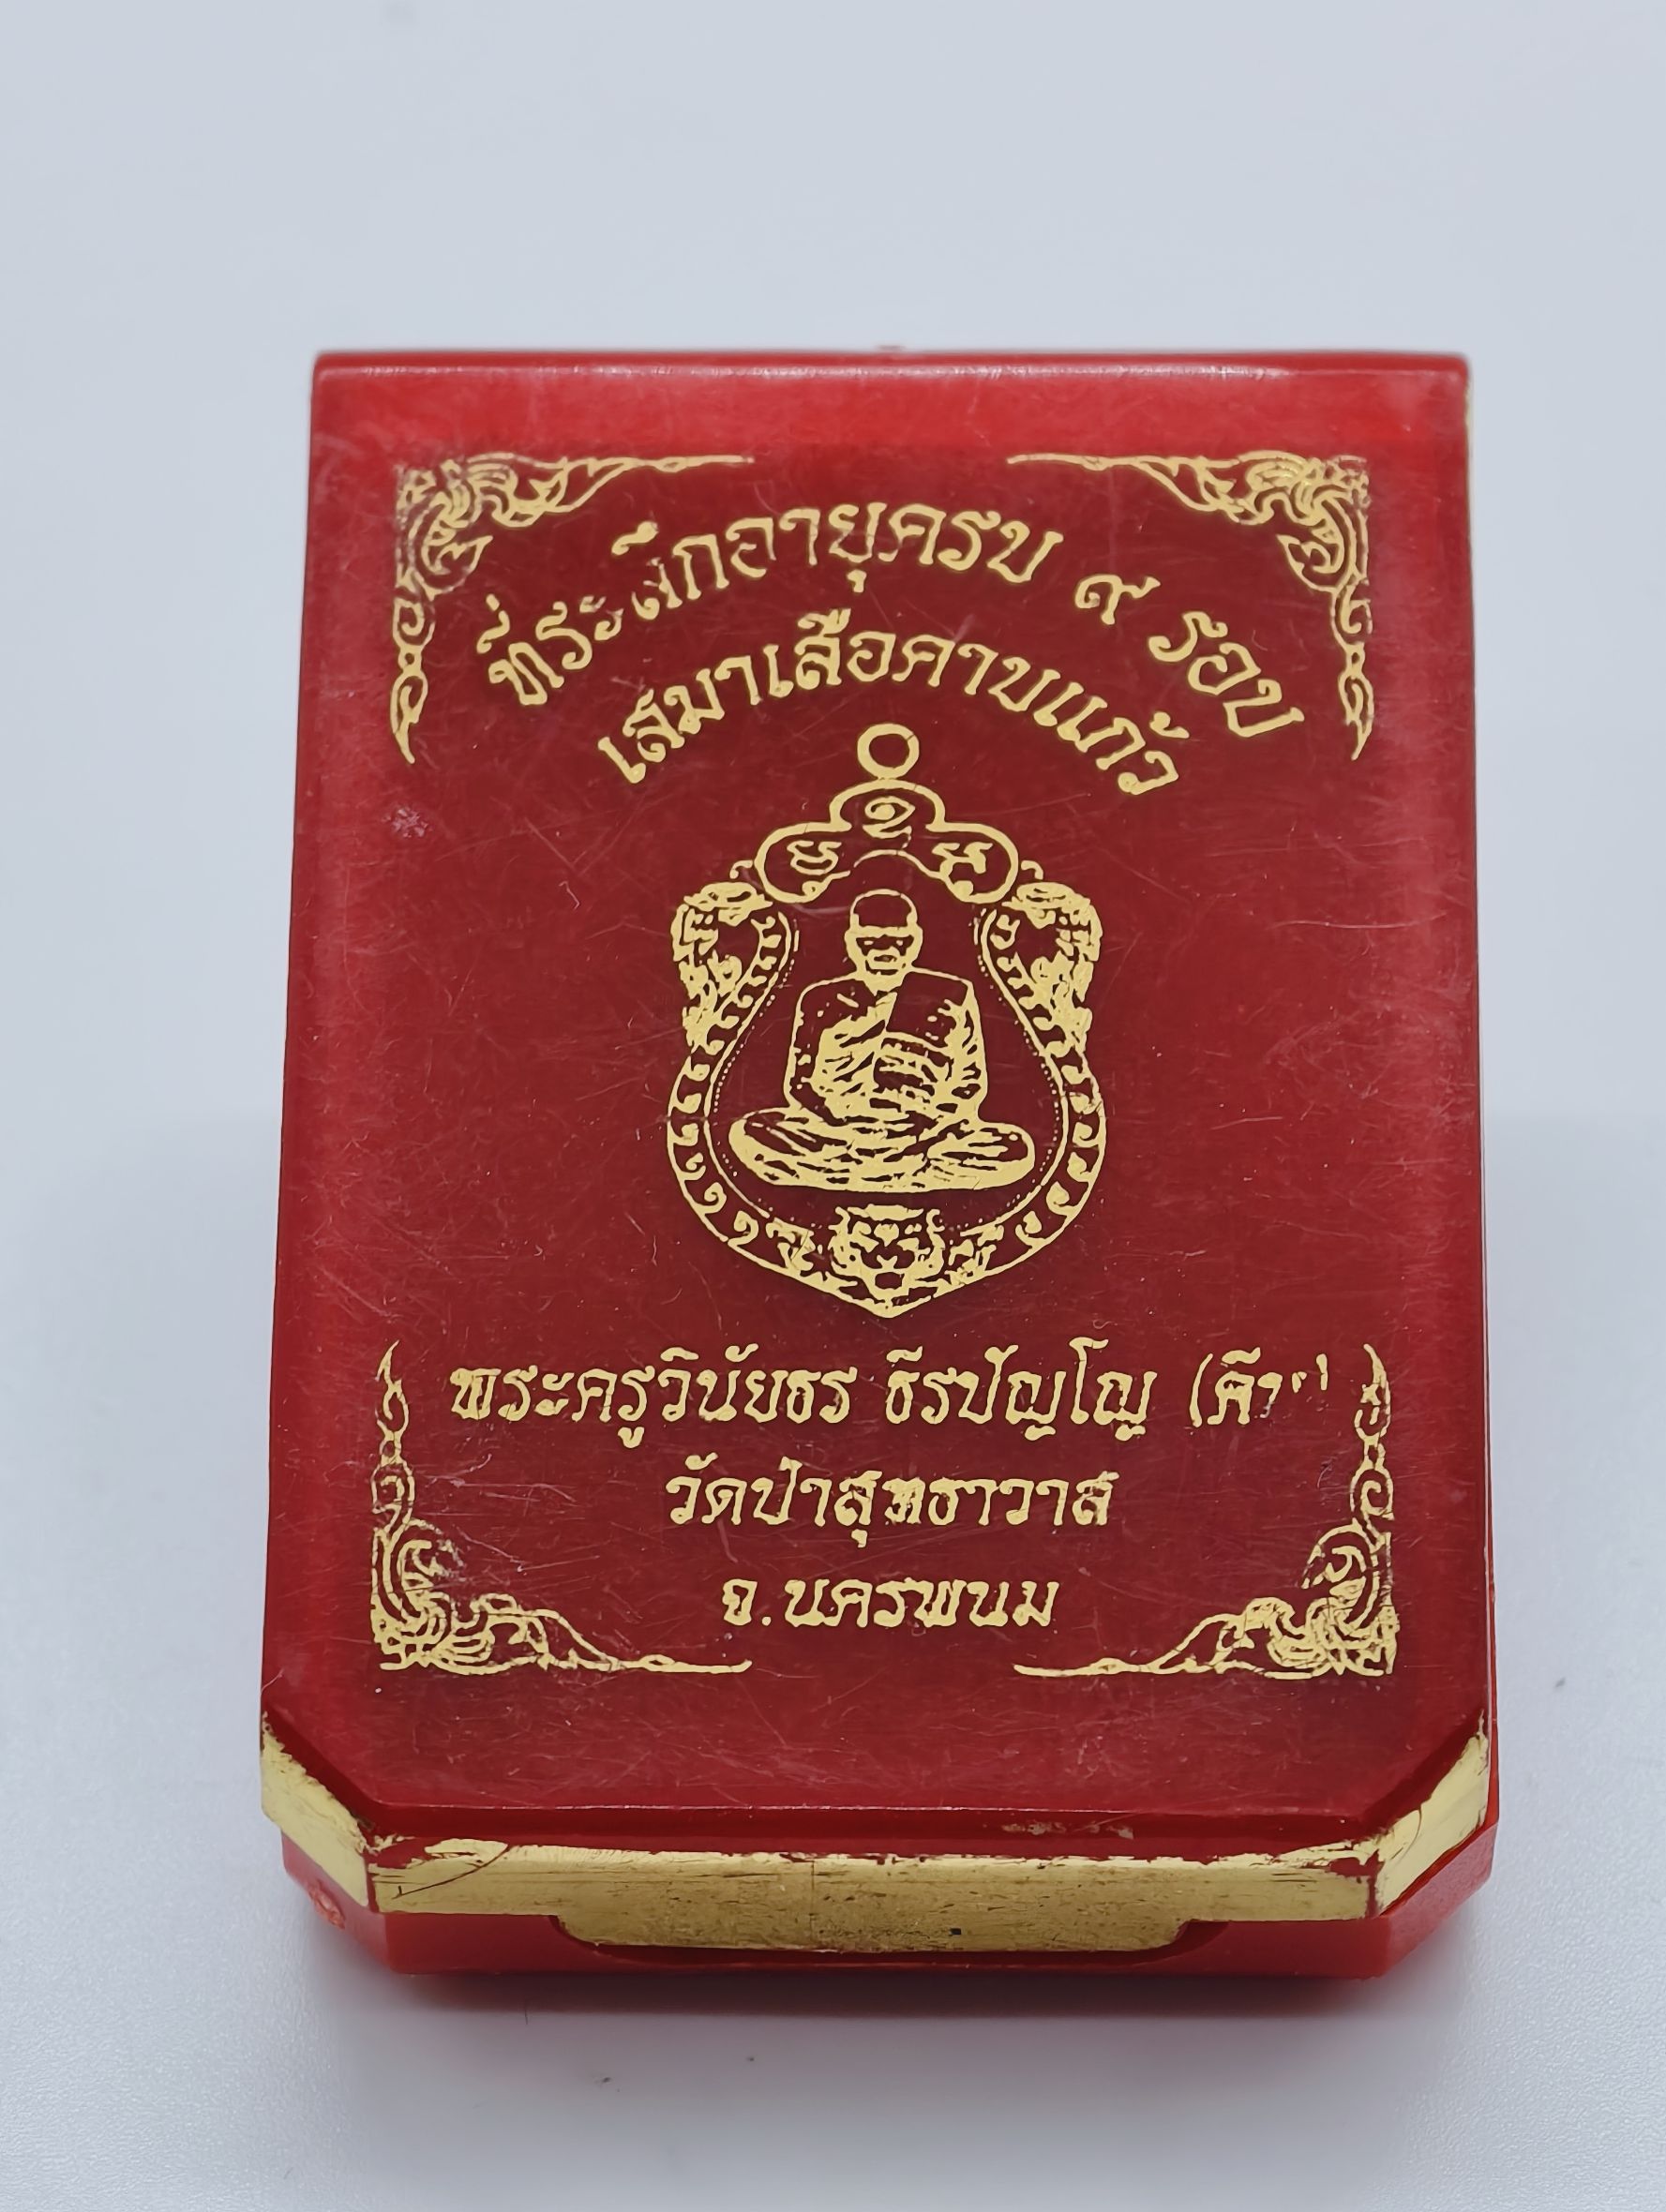 ที่ระลึกอายุครบ ๙ รอบ
เสมาเสือคาบแก้ว
พระครูวินัยธร ธีรปัญโญ
วัดป่าสุทธาวาส
จ.นครพนม